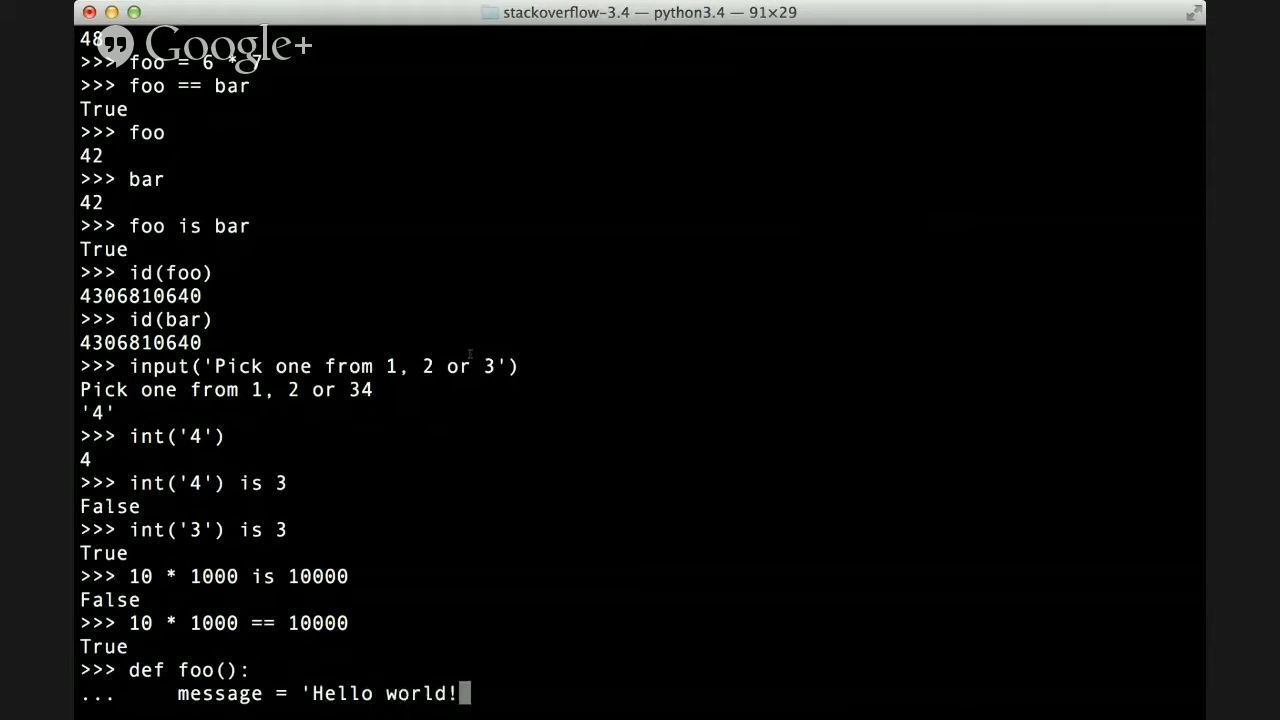 stackoverflow-3.4 — python3.4 — 91×29
48
Google+
>>> foo = 6 * 7
>>> foo == bar
True
>>> foo
42
>>> bar
42
>>> foo is bar
True
>>> id(foo)
4306810640
>>> id(bar)
4306810640
>>> input('Pick one from 1, 2 or 3')
Pick one from 1, 2 or 34
'4'
>>> int('4')
4
>>> int('4') is 3
False
>>> int('3') is 3
True
>>> 10 * 1000 is 10000
False
>>> 10 * 1000 == 10000
True
>>> def foo():
...     message = 'Hello world!